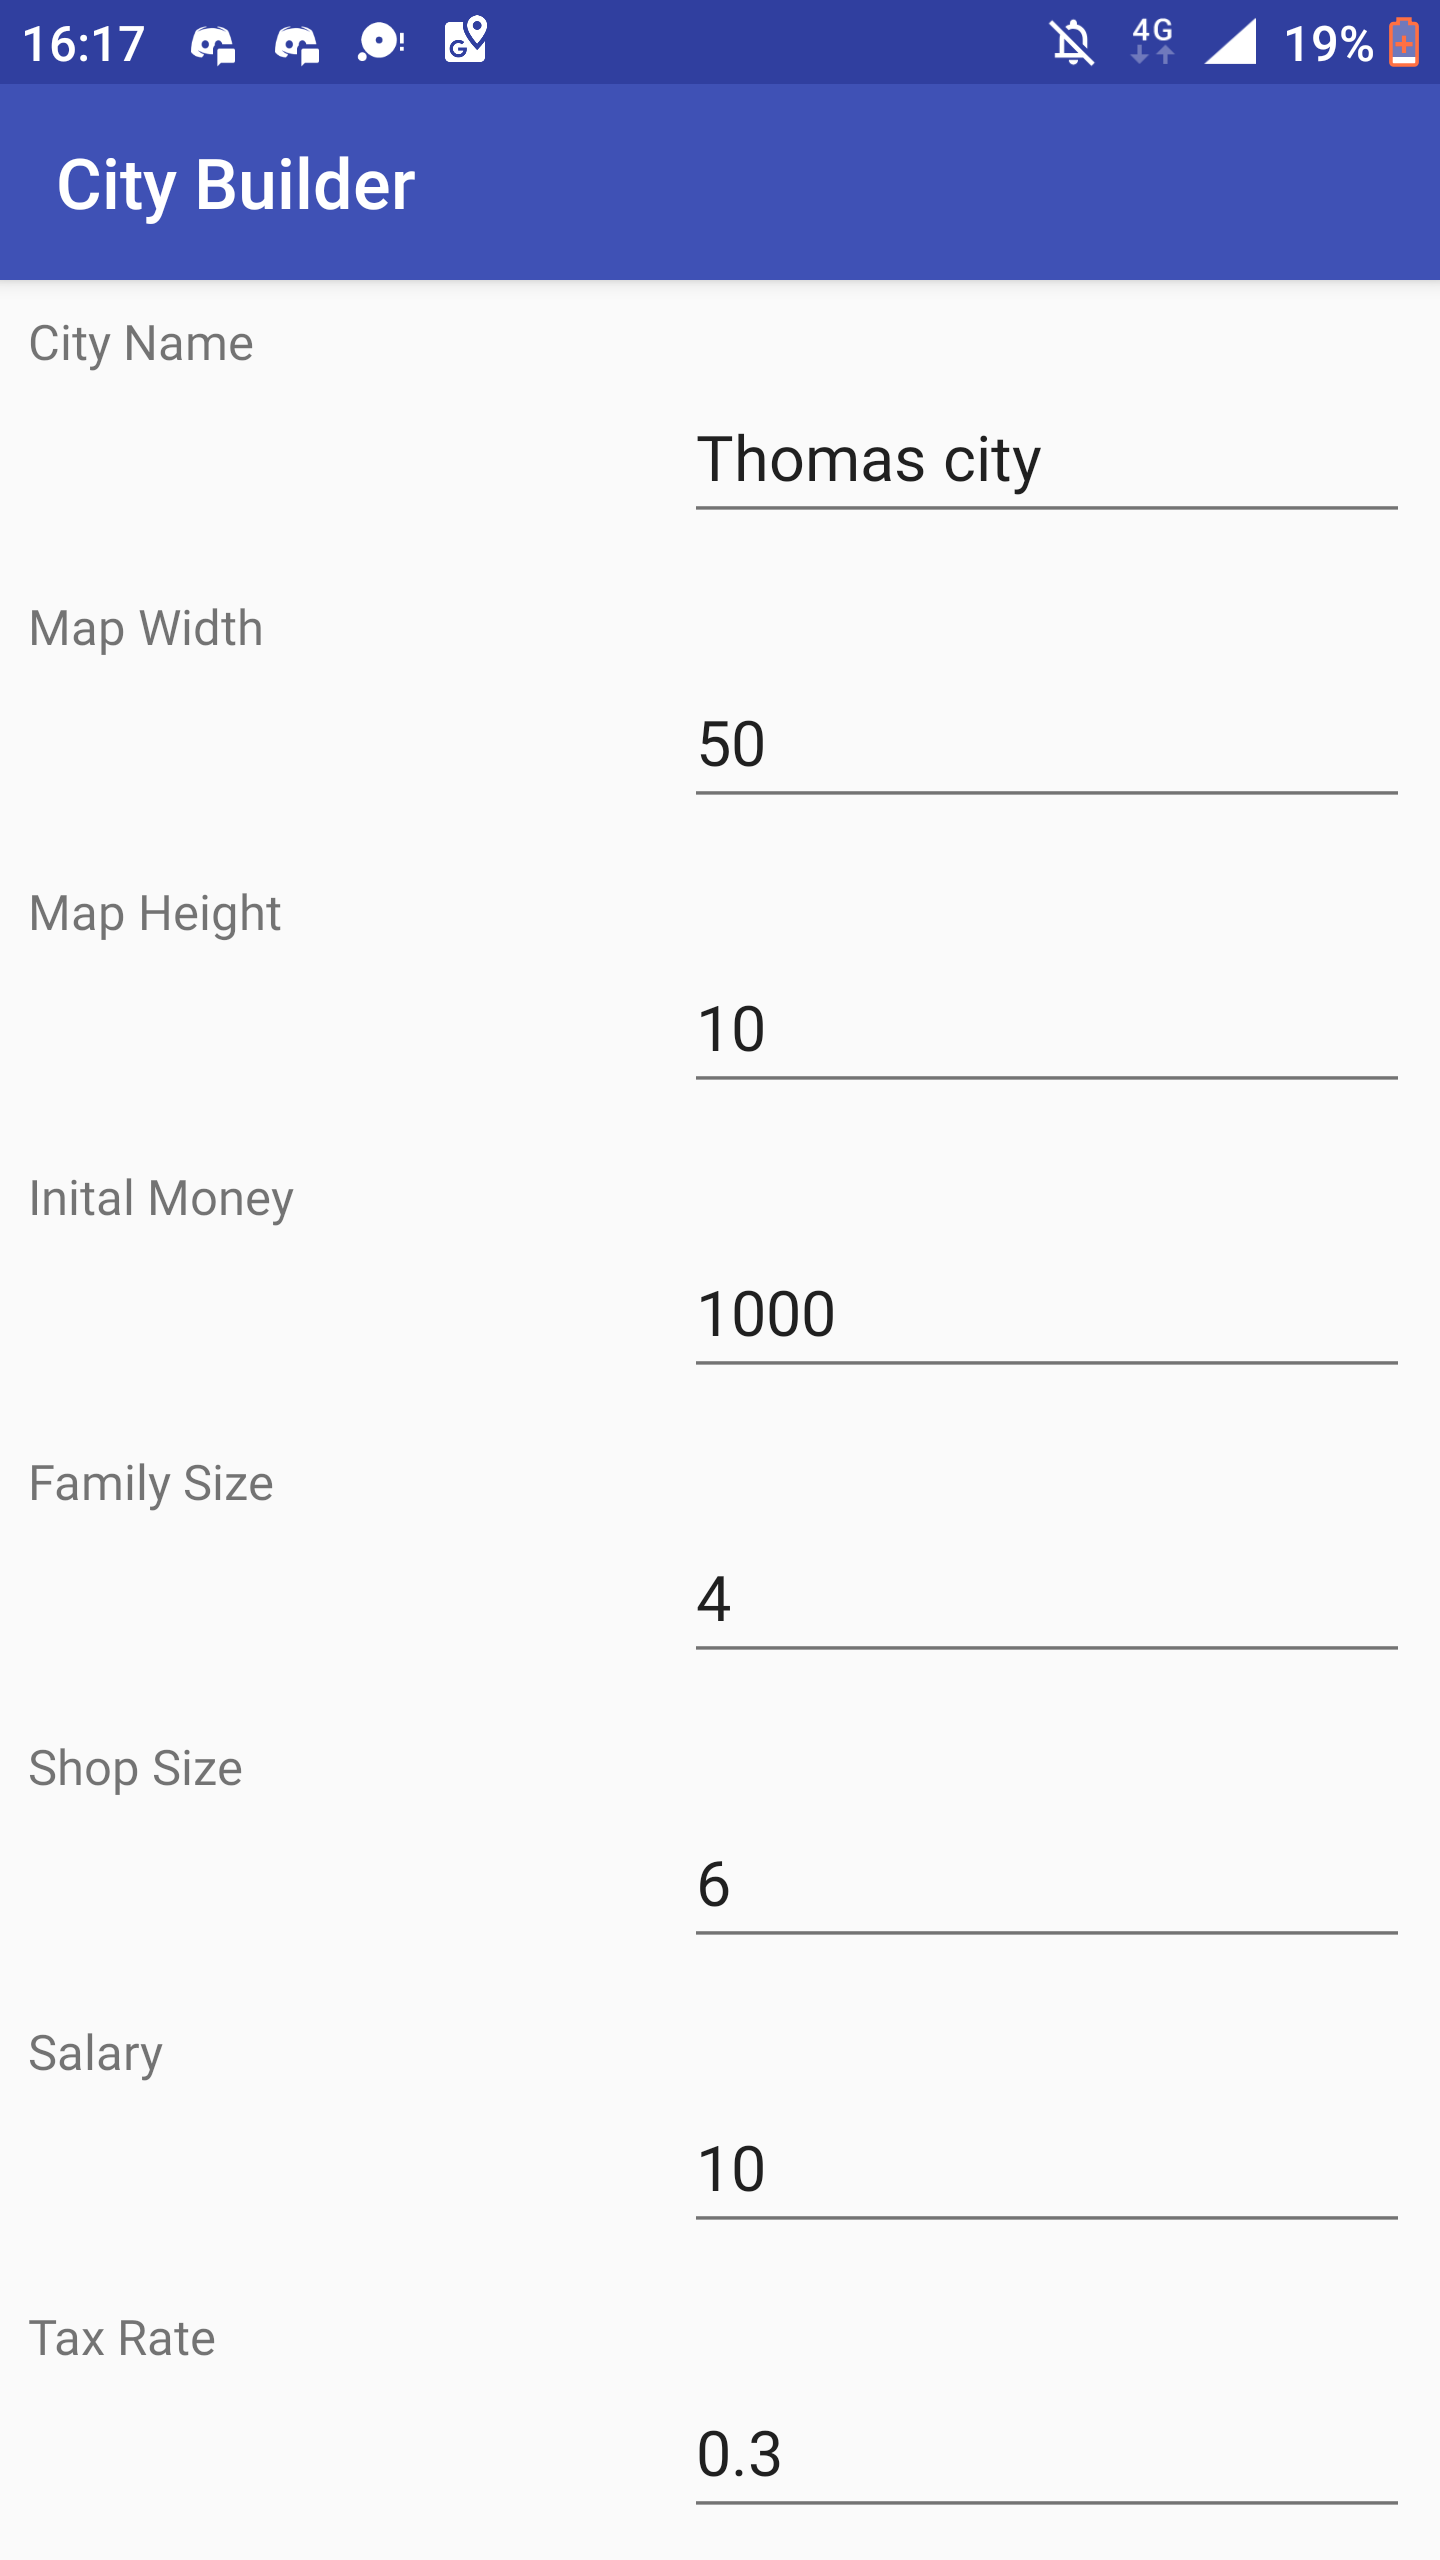 16:17 4G 19%
City Builder
City Name
Thomas city
Map Width
50
Map Height
10
Inital Money
1000
Family Size
4
Shop Size
6
Salary
10
Tax Rate
0.3